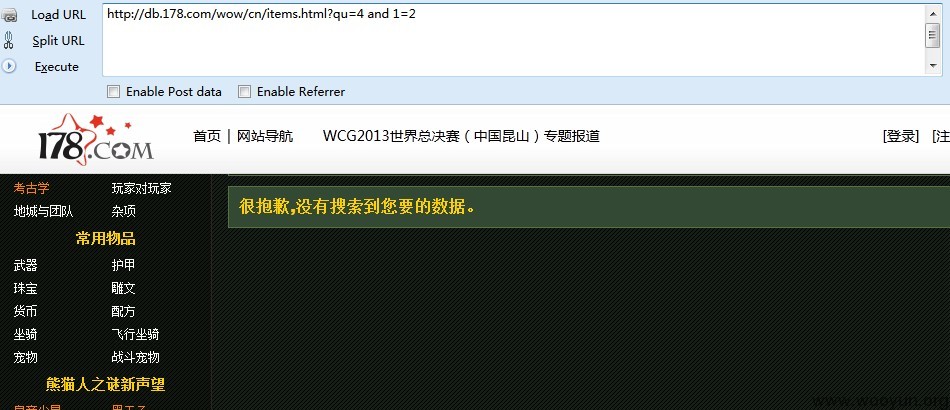 Load URL
http://db.178.com/wow/cn/items.html?qu=4 and 1=2
Split URL
Execute
Enable Post data Enable Referrer
178.COM
首页 | 网站导航 WCG2013世界总决赛（中国昆山）专题报道 [登录] [注
考古学 玩家对玩家
地城与团队 杂项
很抱歉,没有搜索到您要的数据。
常用物品
武器 护甲
珠宝 雕文
货币 配方
坐骑 飞行坐骑
宠物 战斗宠物
熊猫人之谜新声望
www.wooyun.org